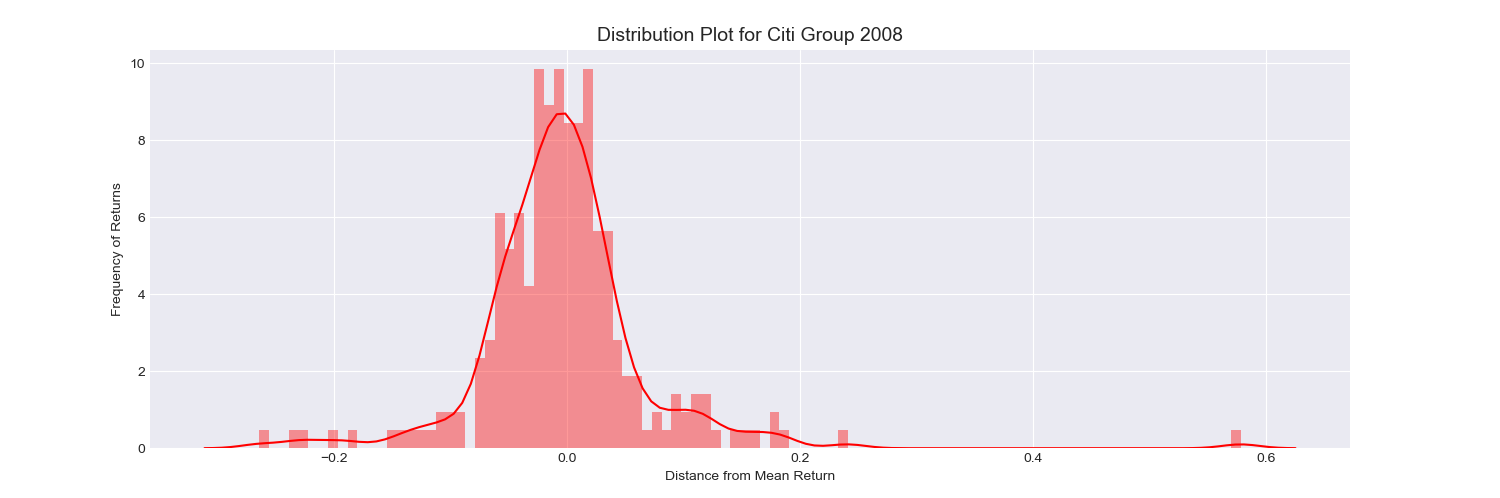 Distribution Plot for Citi Group 2008
Frequency of Returns
10
8
6
4
2
0
−0.2 0.0 0.2 0.4 0.6
Distance from Mean Return